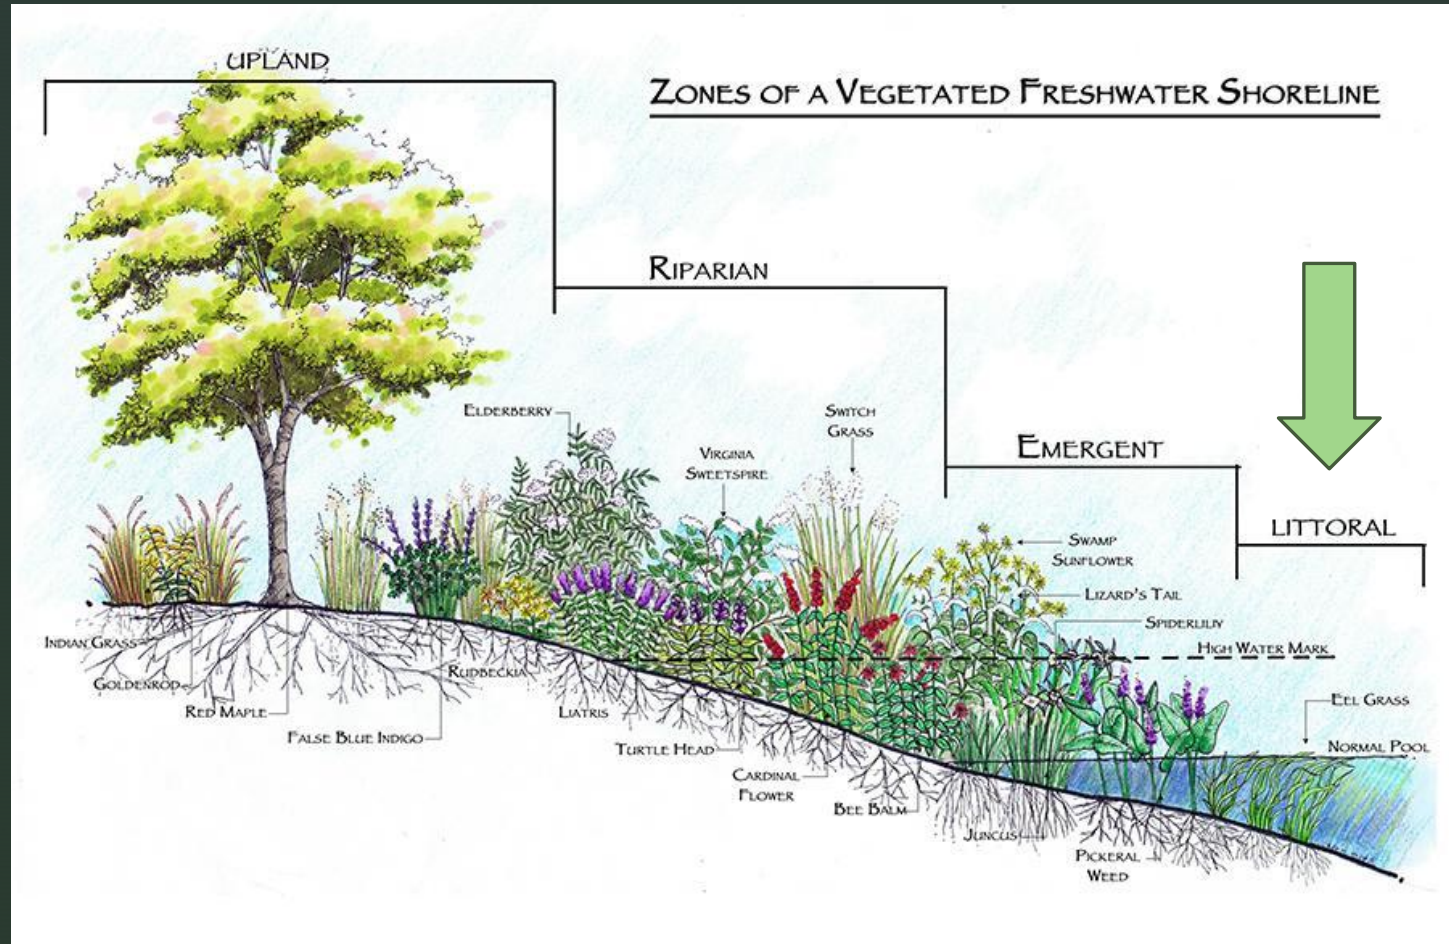 UPLAND
ZONES OF A VEGETATED FRESHWATER SHORELINE
RIPARIAN
EMERGENT
LITTORAL
ELDERBERRY
SWITCH
GRASS
VIRGINIA
SWEETSPIRE
SWAMP
SUNFLOWER
LIZARD'S TAIL
SPIDERLILIY
HIGH WATER MARK
INDIAN GRASS
GOLDENROD
RED MAPLE
FALSE BLUE INDIGO
RUDBECKIA
LIATRIS
TURTLE HEAD
CARDINAL
FLOWER
BEE BALM
JUNCUS
PICKERAL
WEED
EEL GRASS
NORMAL POOL